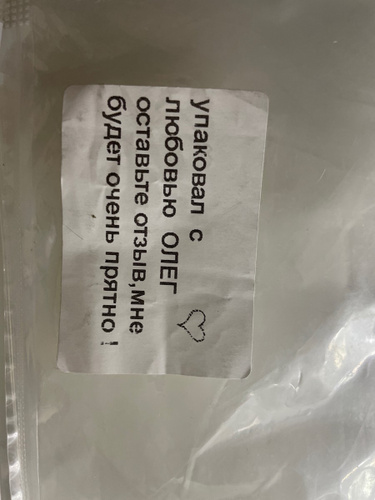 упаковал с
любовью ОЛЕГ
оставьте отзыв,мне
будет очень прятно !